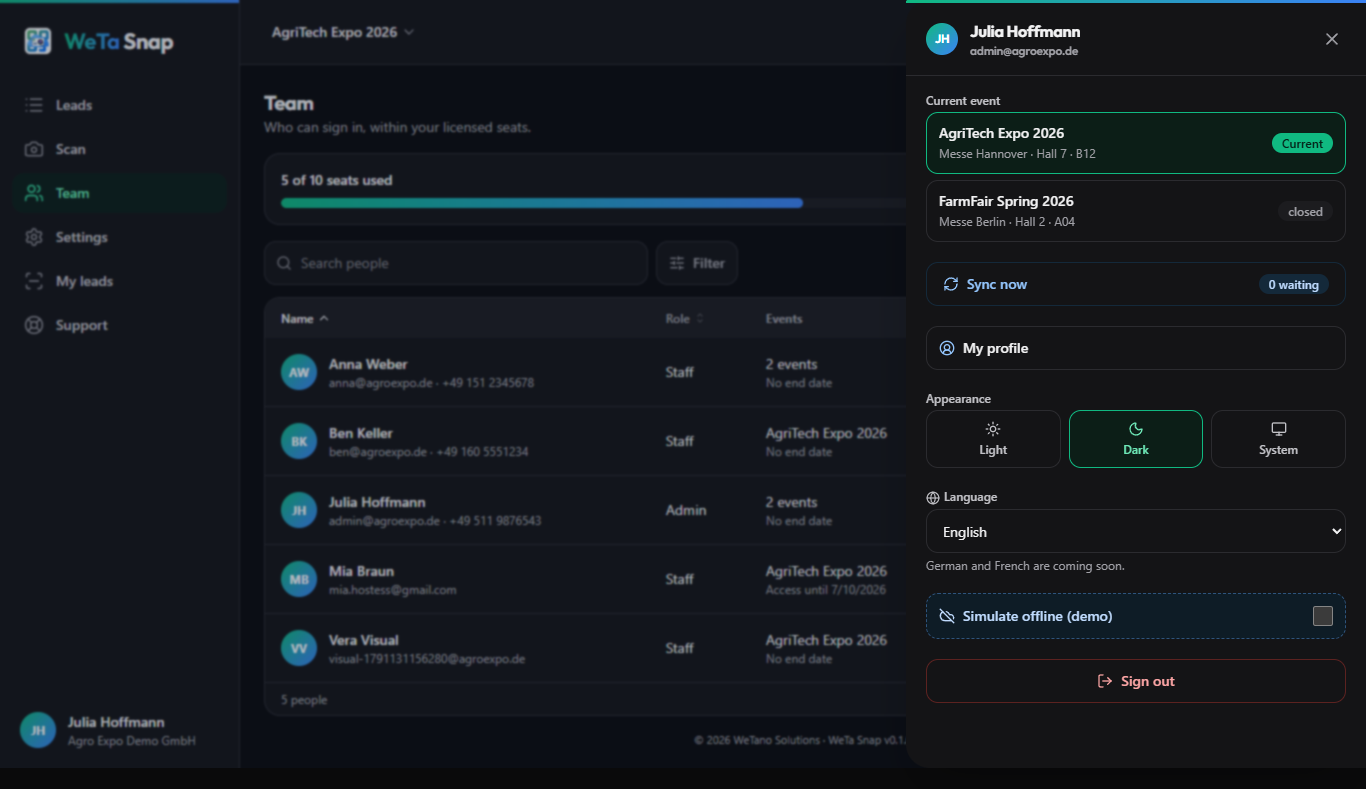 WeTa Snap
Leads
Scan
Team
Settings
My leads
Support
JH
Julia Hoffmann
Agro Expo Demo GmbH
AgriTech Expo 2026
Team
Who can sign in, within your licensed seats.
5 of 10 seats used
Search people
Filter
Name
Role
Events
AW
Anna Weber
anna@agroexpo.de · +49 151 2345678
Staff
2 events
No end date
BK
Ben Keller
ben@agroexpo.de · +49 160 5551234
Staff
AgriTech Expo 2026
No end date
JH
Julia Hoffmann
admin@agroexpo.de · +49 511 9876543
Admin
2 events
No end date
MB
Mia Braun
mia.hostess@gmail.com
Staff
AgriTech Expo 2026
Access until 7/10/2026
VV
Vera Visual
visual-1791131156280@agroexpo.de
Staff
AgriTech Expo 2026
No end date
5 people
© 2026 WeTano Solutions · WeTa Snap
JH
Julia Hoffmann
admin@agroexpo.de
Current event
AgriTech Expo 2026
Messe Hannover · Hall 7 · B12
Current
FarmFair Spring 2026
Messe Berlin · Hall 2 · A04
closed
Sync now
0 waiting
My profile
Appearance
Light
Dark
System
Language
English
German and French are coming soon.
Simulate offline (demo)
Sign out